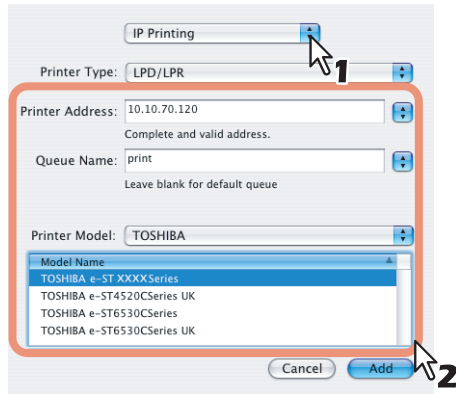 IP Printing
1
Printer Type: LPD/LPR
Printer Address: 10.10.70.120
Complete and valid address.
Queue Name: print
Leave blank for default queue
Printer Model: TOSHIBA
Model Name
TOSHIBA e-ST XXXXSeries
TOSHIBA e-ST4520CSeries UK
TOSHIBA e-ST6530CSeries
TOSHIBA e-ST6530CSeries UK
Cancel Add
2